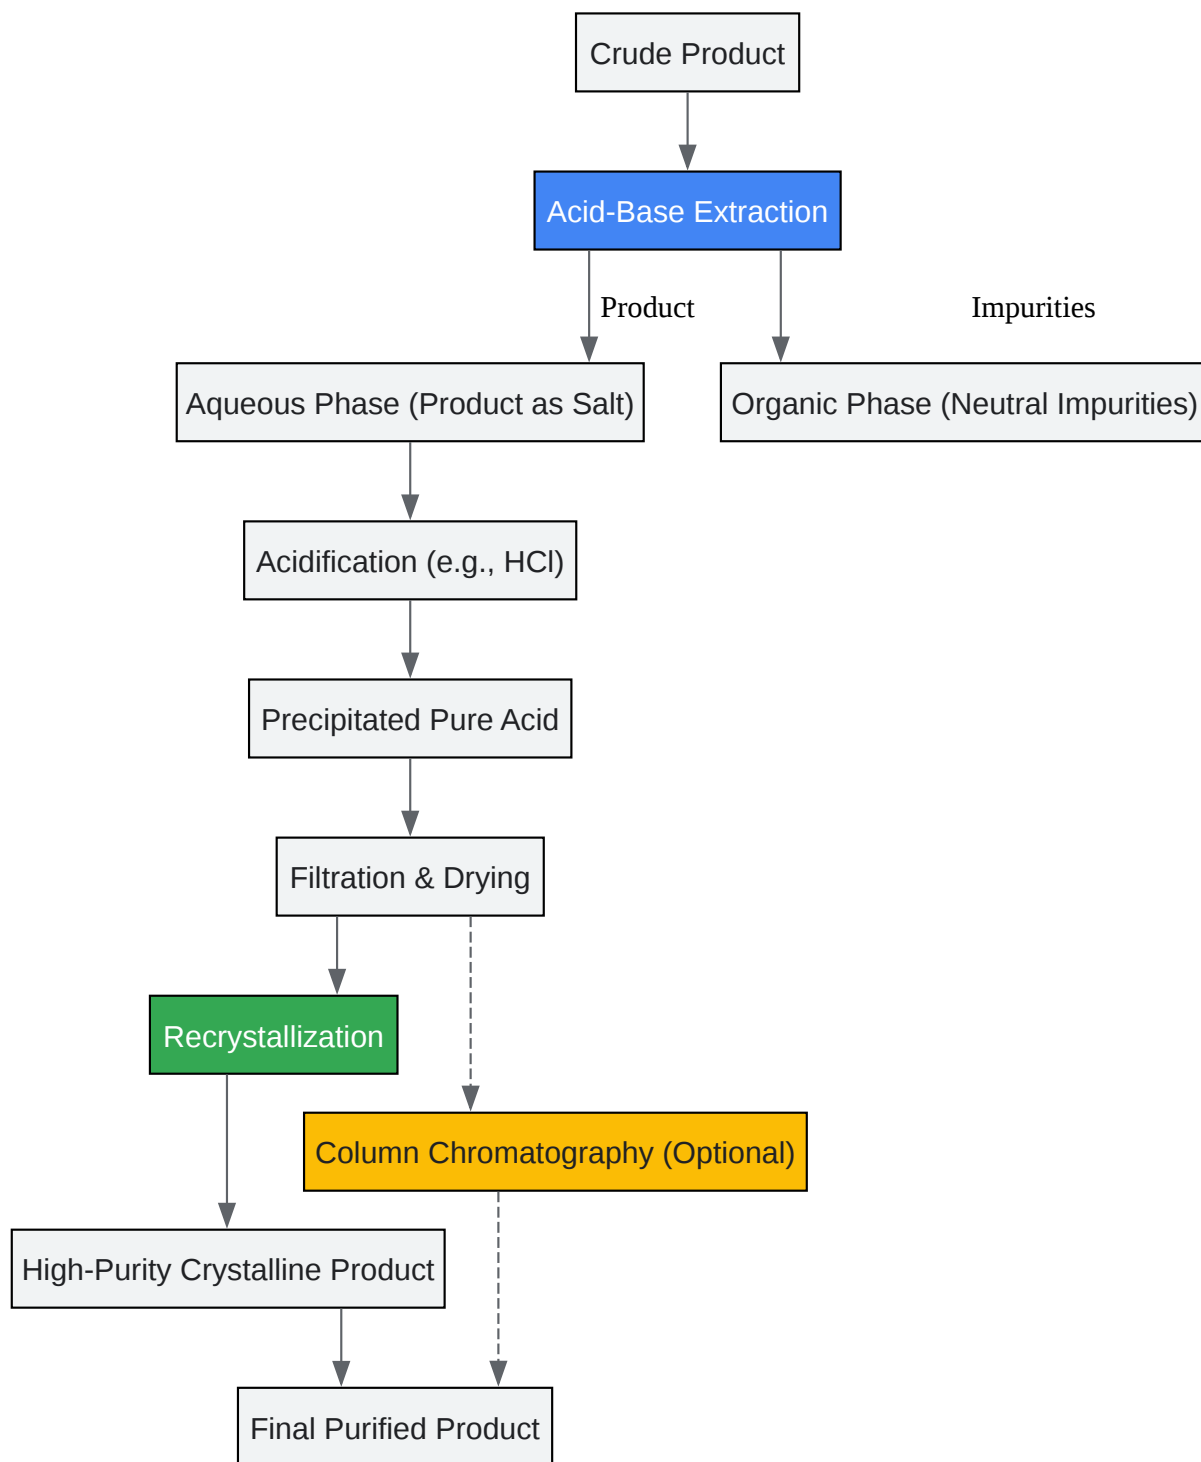 Crude Product
Acid-Base Extraction
Product
Impurities
Aqueous Phase (Product as Salt)
Organic Phase (Neutral Impurities)
Acidification (e.g., HCl)
Precipitated Pure Acid
Filtration & Drying
Recrystallization
Column Chromatography (Optional)
High-Purity Crystalline Product
Final Purified Product